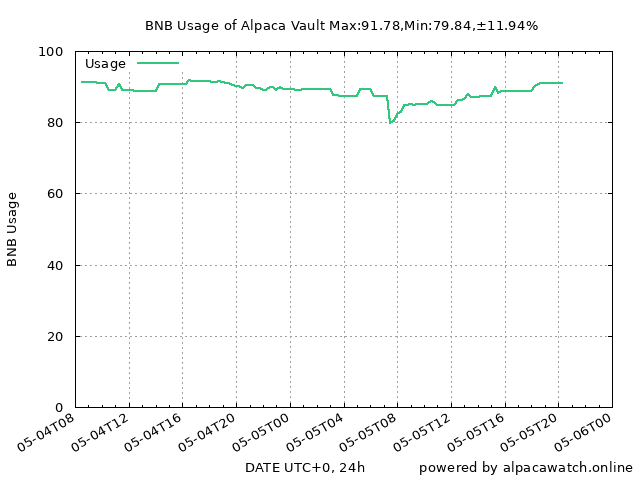 BNB Usage of Alpaca Vault Max:91.78,Min:79.84,±11.94%
Usage
100
80
60
40
20
0
BNB Usage
05-04T08
05-04T12
05-04T16
05-04T20
05-05T00
05-05T04
05-05T08
05-05T12
05-05T16
05-05T20
05-06T00
DATE UTC+0, 24h
powered by alpacawatch.online